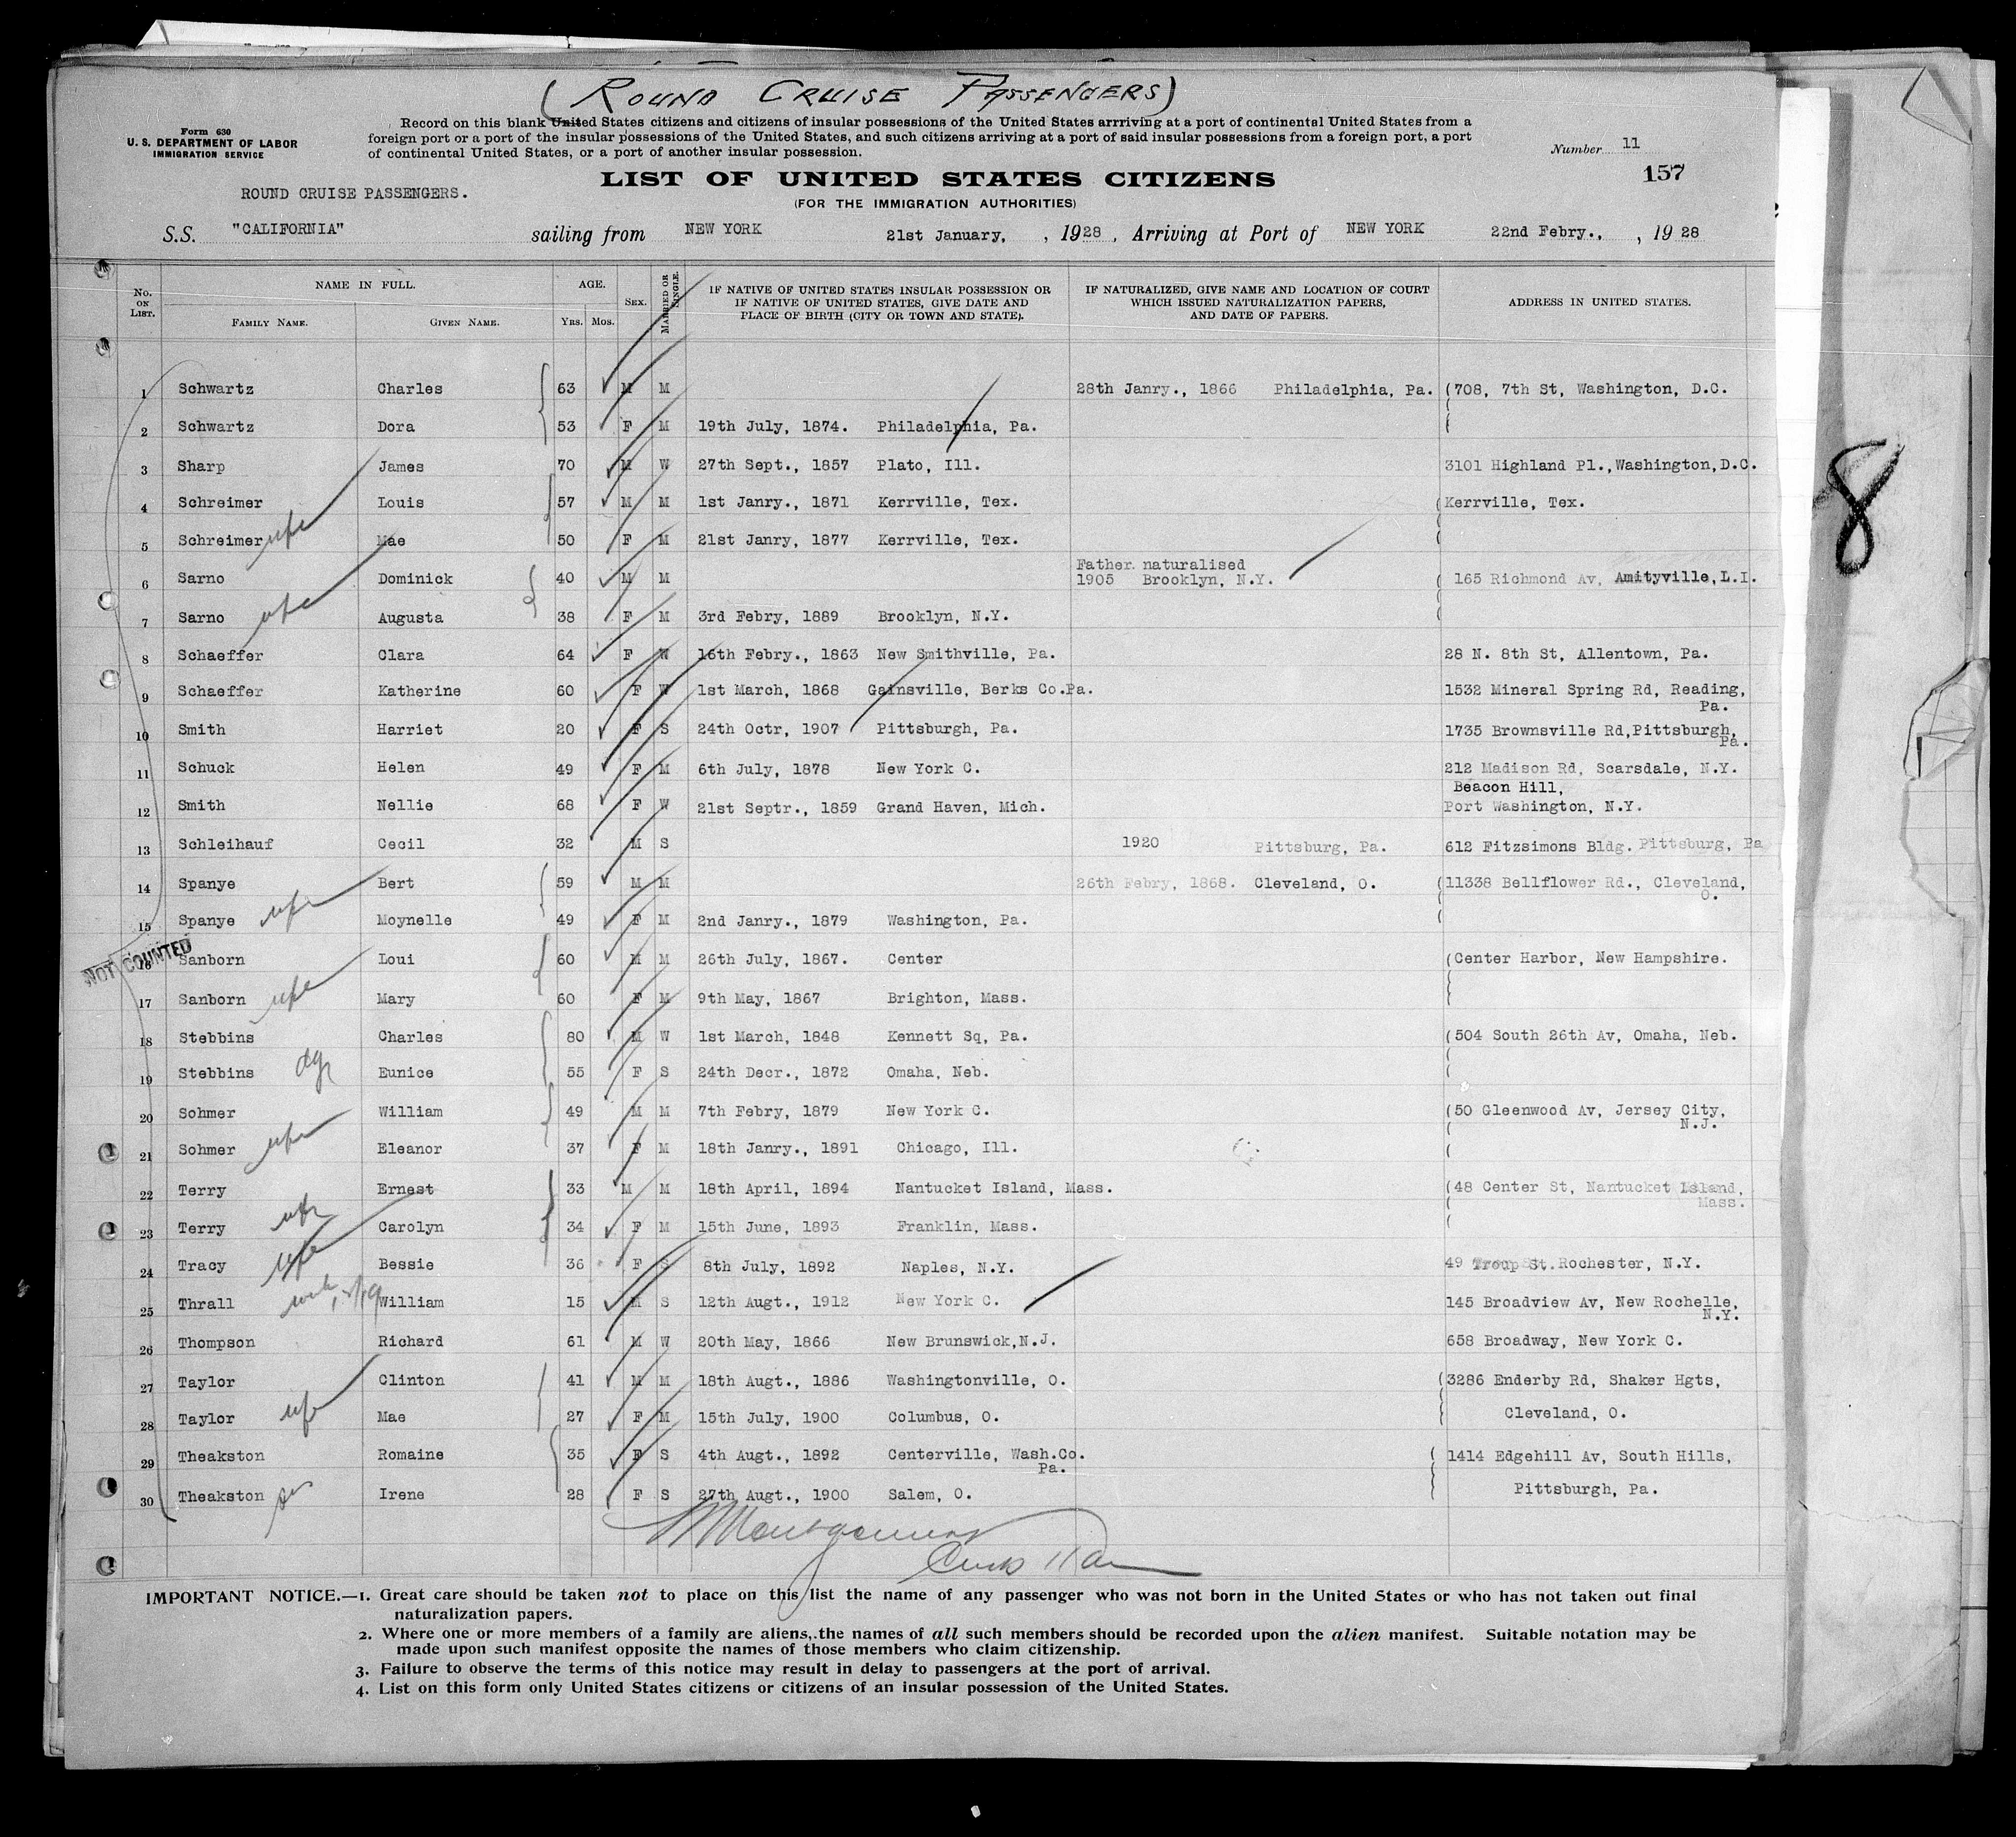 (ROUND CRUISE PASSENGERS)
Form 630
U. S. DEPARTMENT OF LABOR
IMMIGRATION SERVICE
Record on this blank United States citizens and citizens of insular possessions of the United States arrriving at a port of continental United States from a
foreign port or a port of the insular possessions of the United States, and such citizens arriving at a port of said insular possessions from a foreign port, a port
of continental United States, or a port of another insular possession.
Number 11
157
LIST OF UNITED STATES CITIZENS
(FOR THE IMMIGRATION AUTHORITIES)
ROUND CRUISE PASSENGERS.
S.S. "CALIFORNIA" sailing from NEW YORK 21st January, , 1928 , Arriving at Port of NEW YORK 22nd Febry., , 1928
No. ON LIST.
NAME IN FULL.
FAMILY NAME. GIVEN NAME.
AGE.
YRS. MOS.
SEX.
MARRIED OR SINGLE.
IF NATIVE OF UNITED STATES INSULAR POSSESSION OR
IF NATIVE OF UNITED STATES, GIVE DATE AND
PLACE OF BIRTH (CITY OR TOWN AND STATE).
IF NATURALIZED, GIVE NAME AND LOCATION OF COURT
WHICH ISSUED NATURALIZATION PAPERS,
AND DATE OF PAPERS.
ADDRESS IN UNITED STATES.
1 Schwartz Charles 63 M M 28th Janry., 1866 Philadelphia, Pa. (708, 7th St, Washington, D.C.
2 Schwartz Dora 53 F M 19th July, 1874. Philadelphia, Pa.
3 Sharp James 70 M W 27th Sept., 1857 Plato, Ill. 3101 Highland Pl.,Washington,D.C.
4 Schreimer Louis 57 M M 1st Janry., 1871 Kerrville, Tex. (Kerrville, Tex.
5 Schreimer wife Mae 50 F M 21st Janry, 1877 Kerrville, Tex.
6 Sarno Dominick 40 M M Father naturalised
1905 Brooklyn, N.Y. (165 Richmond Av, Amityville,L.I.
7 Sarno wife Augusta 38 F M 3rd Febry, 1889 Brooklyn, N.Y.
8 Schaeffer Clara 64 F W 16th Febry., 1863 New Smithville, Pa. 28 N. 8th St, Allentown, Pa.
9 Schaeffer Katherine 60 F W 1st March, 1868 Gainsville, Berks Co.Pa. 1532 Mineral Spring Rd, Reading,
Pa.
10 Smith Harriet 20 F S 24th Octr, 1907 Pittsburgh, Pa. 1735 Brownsville Rd,Pittsburgh,
Pa.
11 Schuck Helen 49 F M 6th July, 1878 New York C. 212 Madison Rd, Scarsdale, N.Y.
Beacon Hill,
12 Smith Nellie 68 F W 21st Septr., 1859 Grand Haven, Mich. Port Washington, N.Y.
13 Schleihauf Cecil 32 M S 1920 Pittsburg, Pa. 612 Fitzsimons Bldg. Pittsburg, Pa
14 Spanye Bert 59 M M 26th Febry, 1868. Cleveland, O. (11338 Bellflower Rd., Cleveland,
O.
15 Spanye wife Moynelle 49 F M 2nd Janry., 1879 Washington, Pa.
NOT COUNTED
16 Sanborn Loui 60 M M 26th July, 1867. Center (Center Harbor, New Hampshire.
17 Sanborn wife Mary 60 F M 9th May, 1867 Brighton, Mass.
18 Stebbins Charles 80 M W 1st March, 1848 Kennett Sq, Pa. (504 South 26th Av, Omaha, Neb.
19 Stebbins Eunice 55 F S 24th Decr., 1872 Omaha, Neb.
20 Sohmer William 49 M M 7th Febry, 1879 New York C. (50 Gleenwood Av, Jersey City,
N.J.
21 Sohmer wife Eleanor 37 F M 18th Janry., 1891 Chicago, Ill.
22 Terry Ernest 33 M M 18th April, 1894 Nantucket Island, Mass. (48 Center St, Nantucket Island,
Mass.
23 Terry wife Carolyn 34 F M 15th June, 1893 Franklin, Mass.
24 Tracy wife Bessie 36 F S 8th July, 1892 Naples, N.Y. 49 Troup St.Rochester, N.Y.
25 Thrall William 15 M S 12th Augt., 1912 New York C. 145 Broadview Av, New Rochelle,
N.Y.
26 Thompson Richard 61 M W 20th May, 1866 New Brunswick,N.J. 658 Broadway, New York C.
27 Taylor Clinton 41 M M 18th Augt., 1886 Washingtonville, O. (3286 Enderby Rd, Shaker Hgts,
28 Taylor wife Mae 27 F M 15th July, 1900 Columbus, O. Cleveland, O.
29 Theakston Romaine 35 F S 4th Augt., 1892 Centerville, Wash.Co.
Pa. (1414 Edgehill Av, South Hills,
30 Theakston Irene 28 F S 27th Augt., 1900 Salem, O. Pittsburgh, Pa.
IMPORTANT NOTICE.—1. Great care should be taken not to place on this list the name of any passenger who was not born in the United States or who has not taken out final
naturalization papers.
2. Where one or more members of a family are aliens, the names of all such members should be recorded upon the alien manifest. Suitable notation may be
made upon such manifest opposite the names of those members who claim citizenship.
3. Failure to observe the terms of this notice may result in delay to passengers at the port of arrival.
4. List on this form only United States citizens or citizens of an insular possession of the United States.
8